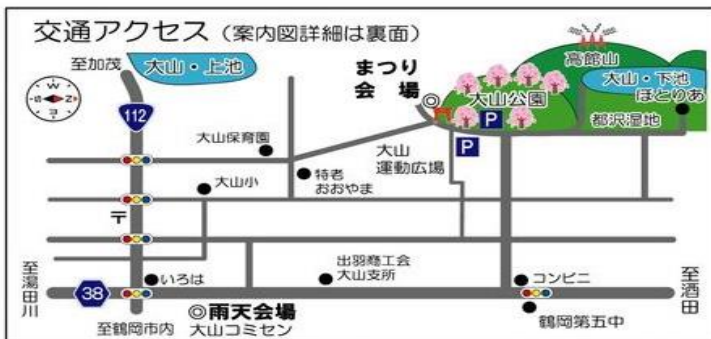 交通アクセス（案内図詳細は裏面）
至加茂
大山・上池
まつり
会場
高館山
大山・下池
ほとりあ
大山公園
都沢湿地
W
S
N
E
112
P
P
大山保育園
大山
運動広場
特老
おおやま
大山小
〒
出羽商工会
大山支所
いろは
コンビニ
至湯田川
38
至酒田
◎雨天会場
大山コミセン
至鶴岡市内
鶴岡第五中